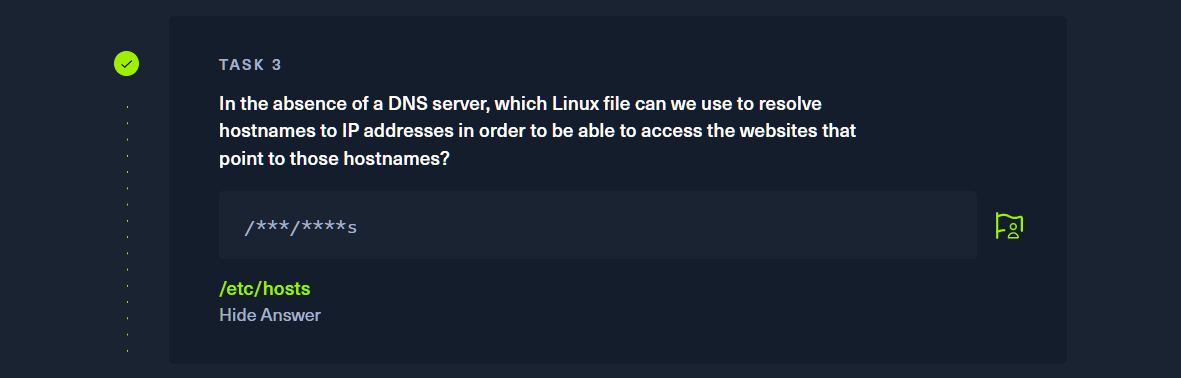 TASK 3
In the absence of a DNS server, which Linux file can we use to resolve
hostnames to IP addresses in order to be able to access the websites that
point to those hostnames?
/***/****s
/etc/hosts
Hide Answer